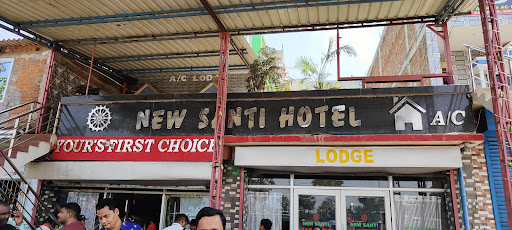 A/C LODGE
NEW SANTI HOTEL
A/C
YOUR'S FIRST CHOICE
LODGE
NEW SANTI
NEW SANTI